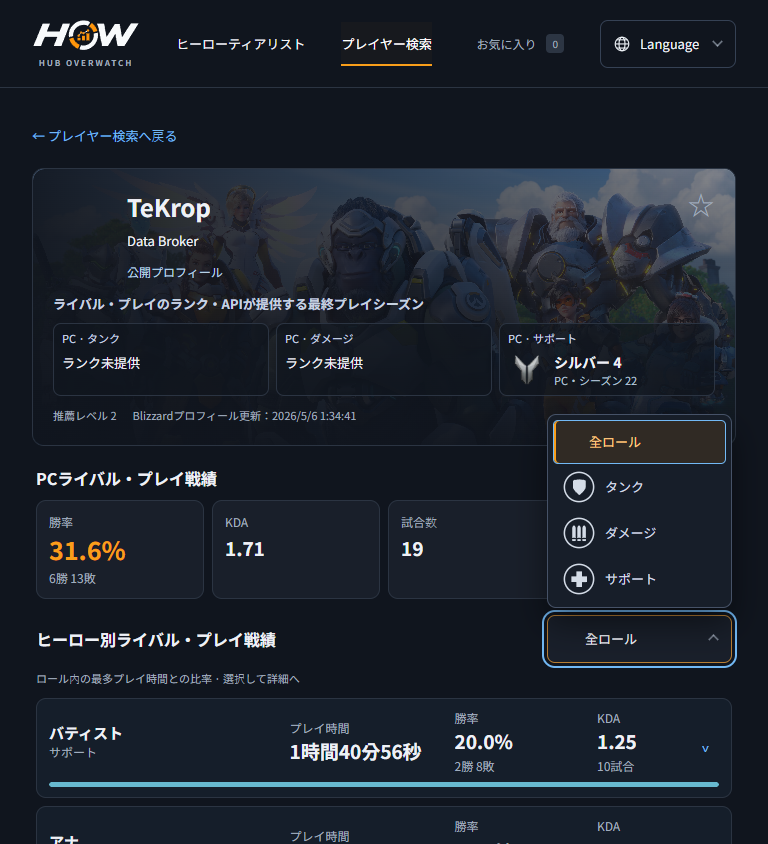 HOW
HUB OVERWATCH
ヒーローティアリスト
プレイヤー検索
お気に入り 0
Language
← プレイヤー検索へ戻る
TeKrop
Data Broker
公開プロフィール
ライバル・プレイのランク・APIが提供する最終プレイシーズン
PC・タンク
ランク未提供
PC・ダメージ
ランク未提供
PC・サポート
シルバー 4
PC・シーズン 22
推薦レベル 2 Blizzardプロフィール更新：2026/5/6 1:34:41
全ロール
タンク
ダメージ
サポート
PCライバル・プレイ戦績
勝率
31.6%
6勝 13敗
KDA
1.71
試合数
19
ヒーロー別ライバル・プレイ戦績
全ロール
ロール内の最多プレイ時間との比率・選択して詳細へ
バティスト
サポート
プレイ時間
1時間40分56秒
勝率
20.0%
2勝 8敗
KDA
1.25
10試合
v
アナ
プレイ時間
勝率
KDA